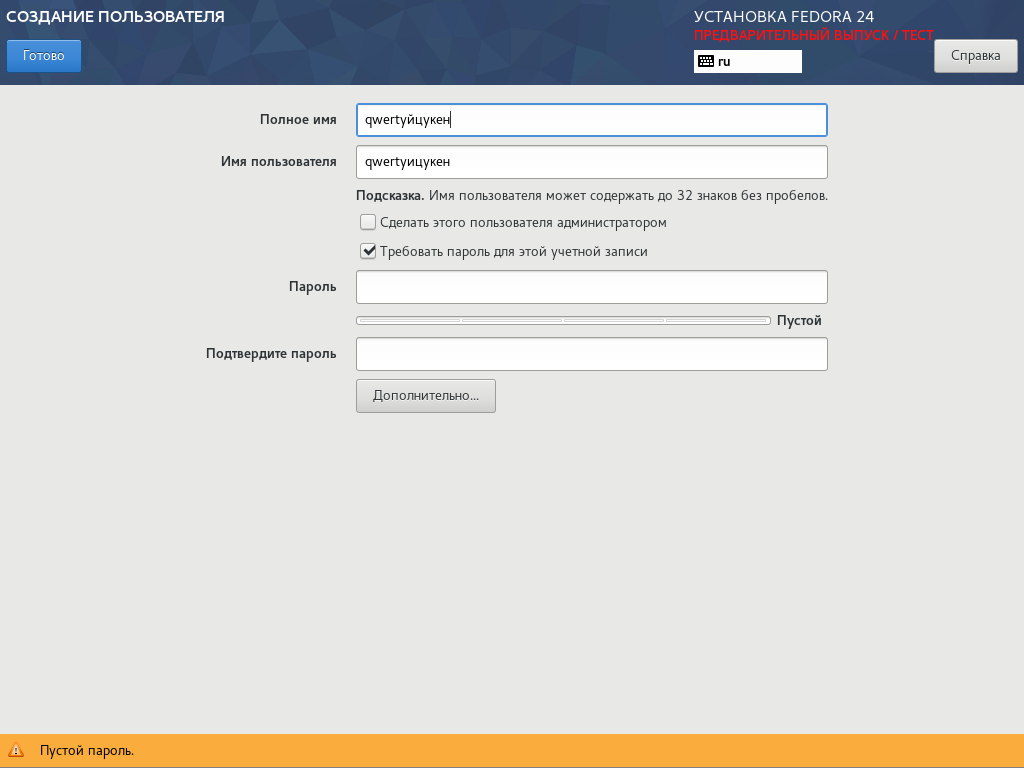 СОЗДАНИЕ ПОЛЬЗОВАТЕЛЯ
УСТАНОВКА FEDORA 24
ПРЕДВАРИТЕЛЬНЫЙ ВЫПУСК / ТЕСТ
Готово
ru
Справка
Полное имя
qwertyйцукен
Имя пользователя
qwertyицукен
Подсказка. Имя пользователя может содержать до 32 знаков без пробелов.
Сделать этого пользователя администратором
Требовать пароль для этой учетной записи
Пароль
Пустой
Подтвердите пароль
Дополнительно...
Пустой пароль.